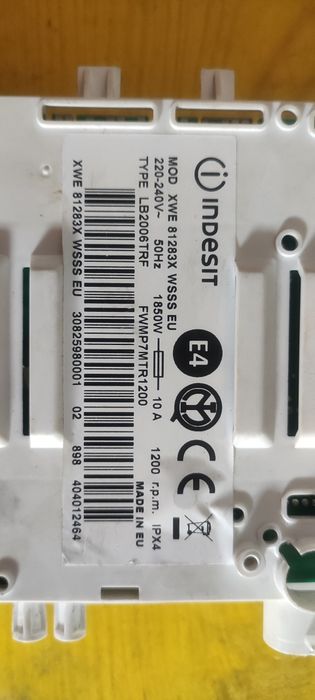 indesit
E4
CE
MOD XWE 81283X WSSS EU
220-240V~ 50Hz 1850W 10 A 1200 r.p.m. IPX4
TYPE LB2006TRF FWMP7MTR1200 MADE IN EU
XWE 81283X WSSS EU 30825980001 02 898 404012464